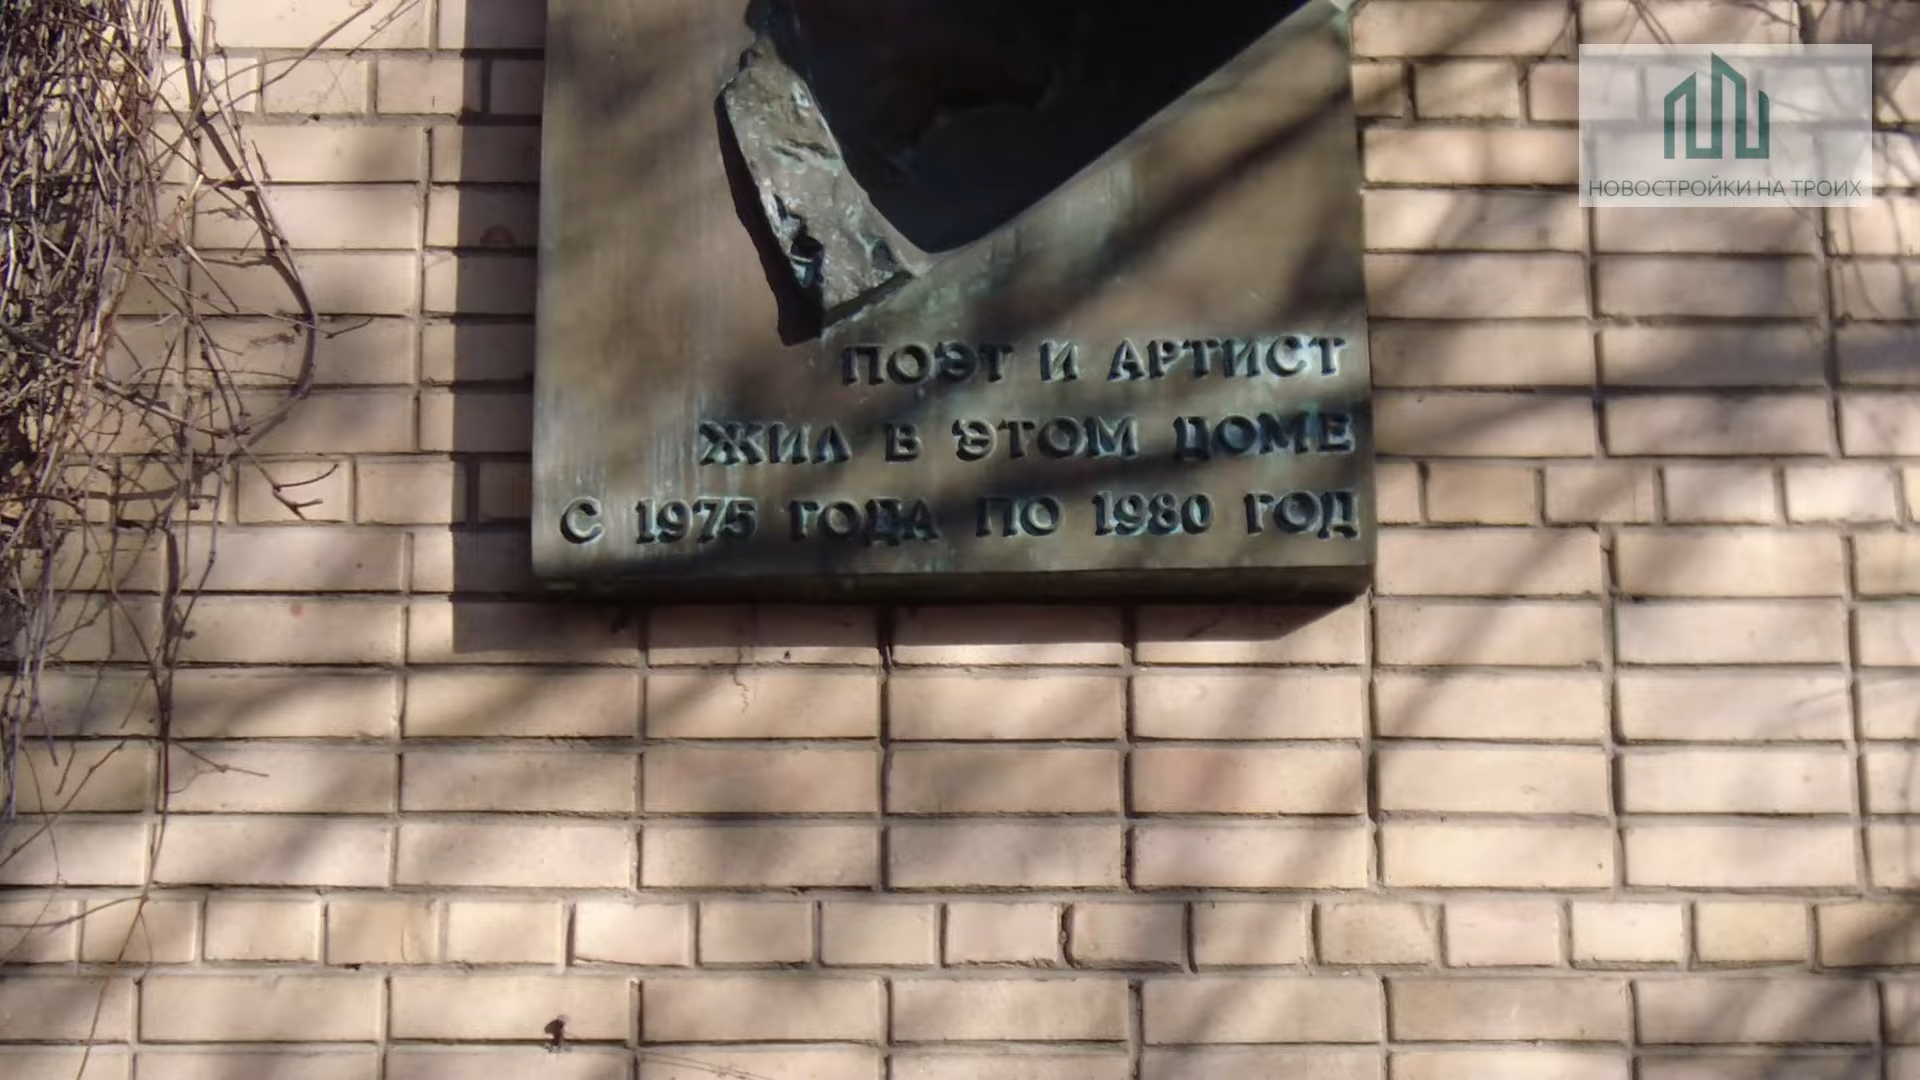 НОВОСТРОЙКИ НА ТРОИХ
ПОЭТ И АРТИСТ
ЖИЛ В ЭТОМ ДОМЕ
С 1975 ГОДА ПО 1980 ГОД